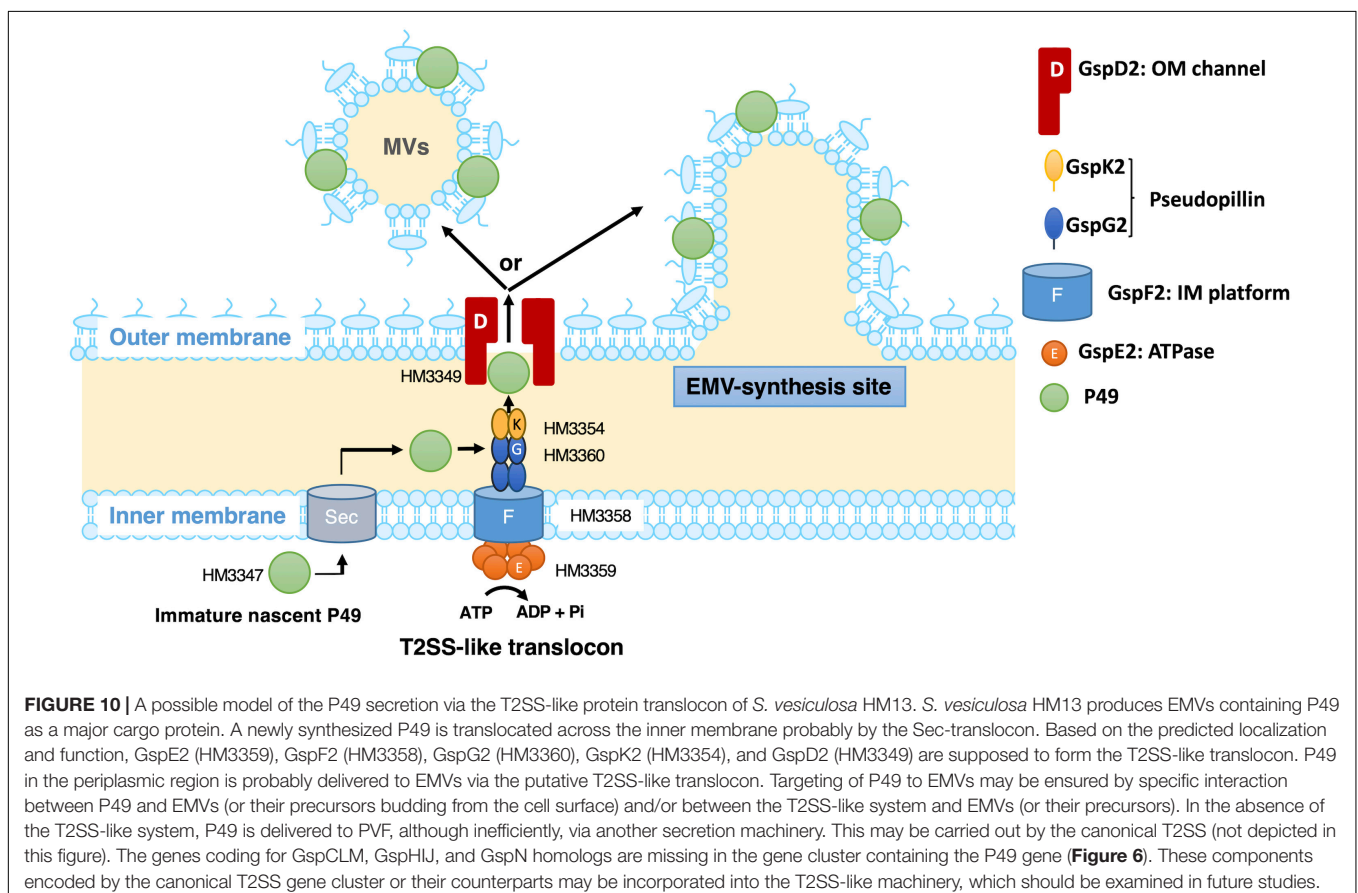 MVs
or
D
Outer membrane
HM3349
EMV-synthesis site
K
HM3354
G
HM3360
Inner membrane
Sec
F
HM3358
HM3347
E
HM3359
Immature nascent P49
ATP
ADP + Pi
T2SS-like translocon
D
GspD2: OM channel
GspK2
Pseudopillin
GspG2
F
GspF2: IM platform
E
GspE2: ATPase
P49
FIGURE 10 | A possible model of the P49 secretion via the T2SS-like protein translocon of S. vesiculosa HM13. S. vesiculosa HM13 produces EMVs containing P49
as a major cargo protein. A newly synthesized P49 is translocated across the inner membrane probably by the Sec-translocon. Based on the predicted localization
and function, GspE2 (HM3359), GspF2 (HM3358), GspG2 (HM3360), GspK2 (HM3354), and GspD2 (HM3349) are supposed to form the T2SS-like translocon. P49
in the periplasmic region is probably delivered to EMVs via the putative T2SS-like translocon. Targeting of P49 to EMVs may be ensured by specific interaction
between P49 and EMVs (or their precursors budding from the cell surface) and/or between the T2SS-like system and EMVs (or their precursors). In the absence of
the T2SS-like system, P49 is delivered to PVF, although inefficiently, via another secretion machinery. This may be carried out by the canonical T2SS (not depicted in
this figure). The genes coding for GspCLM, GspHIJ, and GspN homologs are missing in the gene cluster containing the P49 gene (Figure 6). These components
encoded by the canonical T2SS gene cluster or their counterparts may be incorporated into the T2SS-like machinery, which should be examined in future studies.